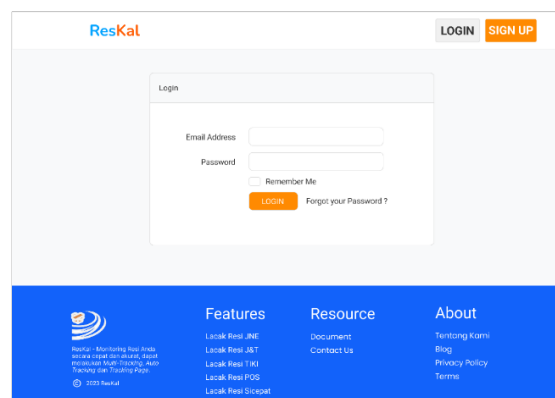 ResKal
LOGIN
SIGN UP
Login
Email Address
Password
Remember Me
LOGIN
Forgot your Password ?
ResKal - Monitoring Resi Anda
secara cepat dan akurat, dapat
melakukan Multi-Tracking, Auto
Tracking dan Tracking Page.
© 2023 ResKal
Features
Lacak Resi JNE
Lacak Resi J&T
Lacak Resi TIKI
Lacak Resi POS
Lacak Resi Sicepat
Resource
Document
Contact Us
About
Tentang Kami
Blog
Privacy Policy
Terms